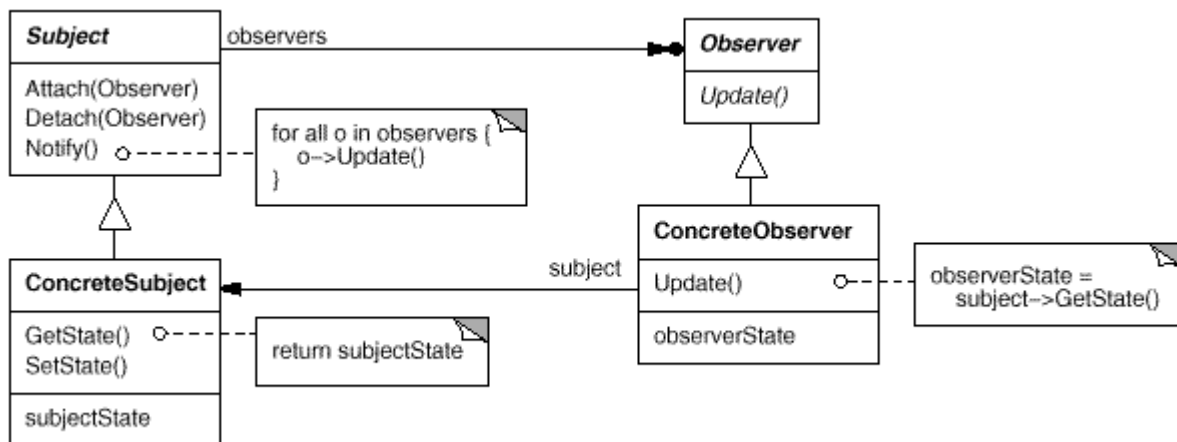 Subject
observers
Observer
Attach(Observer)
Detach(Observer)
Notify()
for all o in observers {
o->Update()
}
Update()
ConcreteSubject
GetState()
SetState()
subjectState
return subjectState
subject
ConcreteObserver
Update()
observerState
observerState =
subject->GetState()